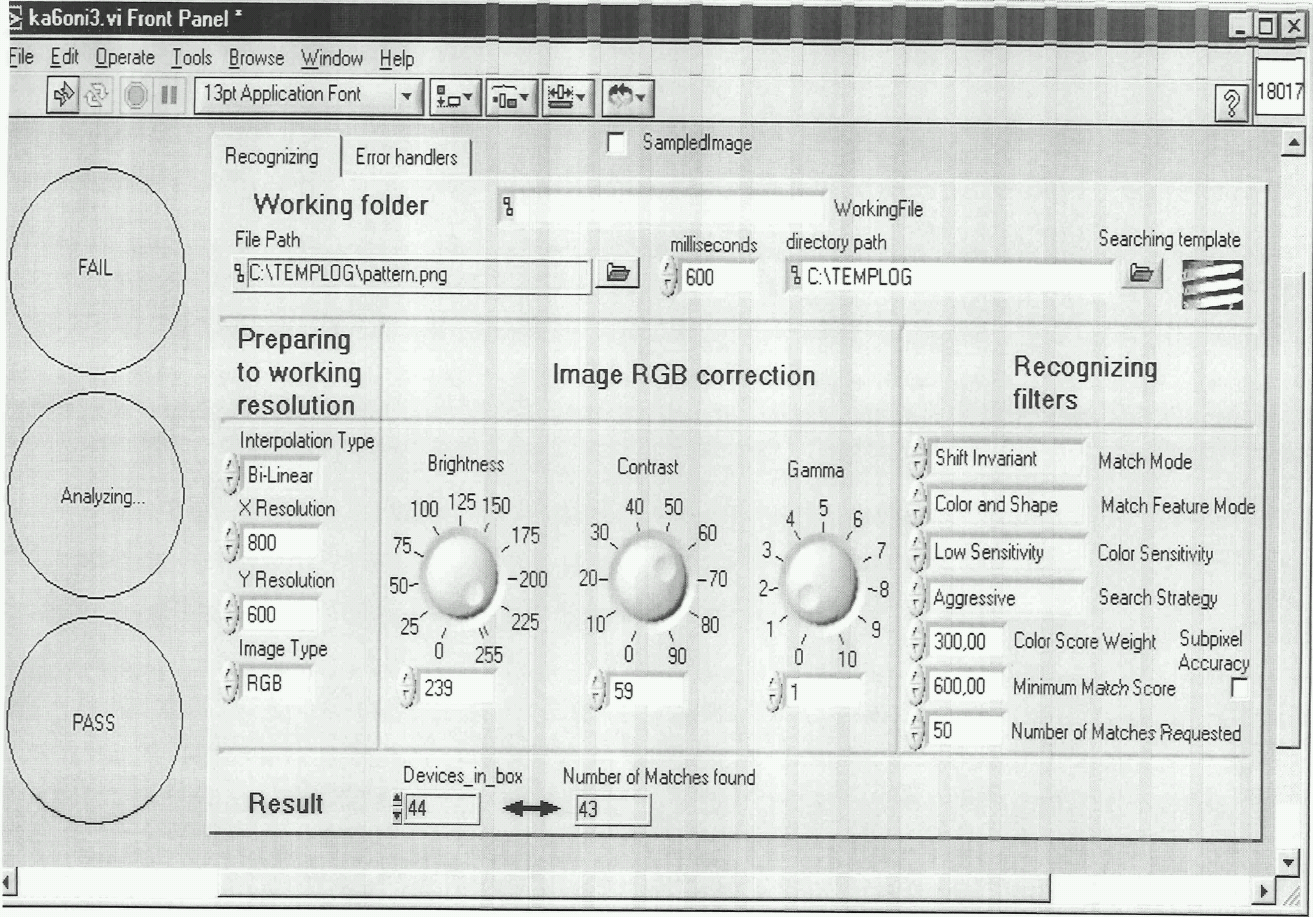 ka6oni3.vi Front Panel *
File Edit Operate Tools Browse Window Help
13pt Application Font
?
18017
Recognizing
Error handlers
SampledImage
Working folder
WorkingFile
File Path
milliseconds
directory path
Searching template
C:\TEMPLOG\pattern.png
600
C:\TEMPLOG
FAIL
Preparing
to working
resolution
Image RGB correction
Recognizing
filters
Interpolation Type
Bi-Linear
X Resolution
800
Y Resolution
600
Image Type
RGB
Analyzing...
PASS
Brightness
0 25 50 75 100 125 150 175 200 225 255
239
Contrast
0 10 20 30 40 50 60 70 80 90
59
Gamma
0 1 2 3 4 5 6 7 8 9 10
1
Shift Invariant Match Mode
Color and Shape Match Feature Mode
Low Sensitivity Color Sensitivity
Aggressive Search Strategy
300,00 Color Score Weight
Subpixel
Accuracy
600,00 Minimum Match Score
50 Number of Matches Requested
Result
Devices_in_box
44
Number of Matches found
43